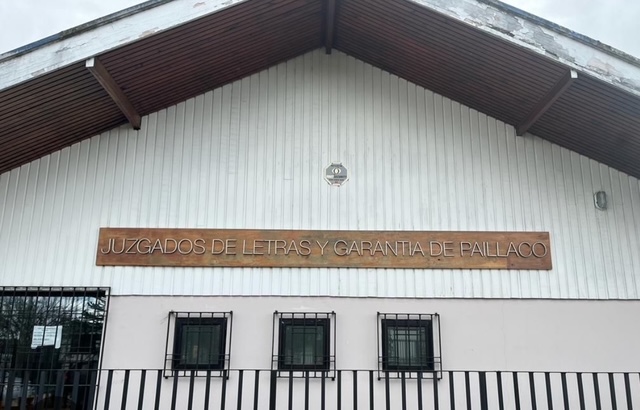 JUZGADOS DE LETRAS Y GARANTIA DE PAILLACO